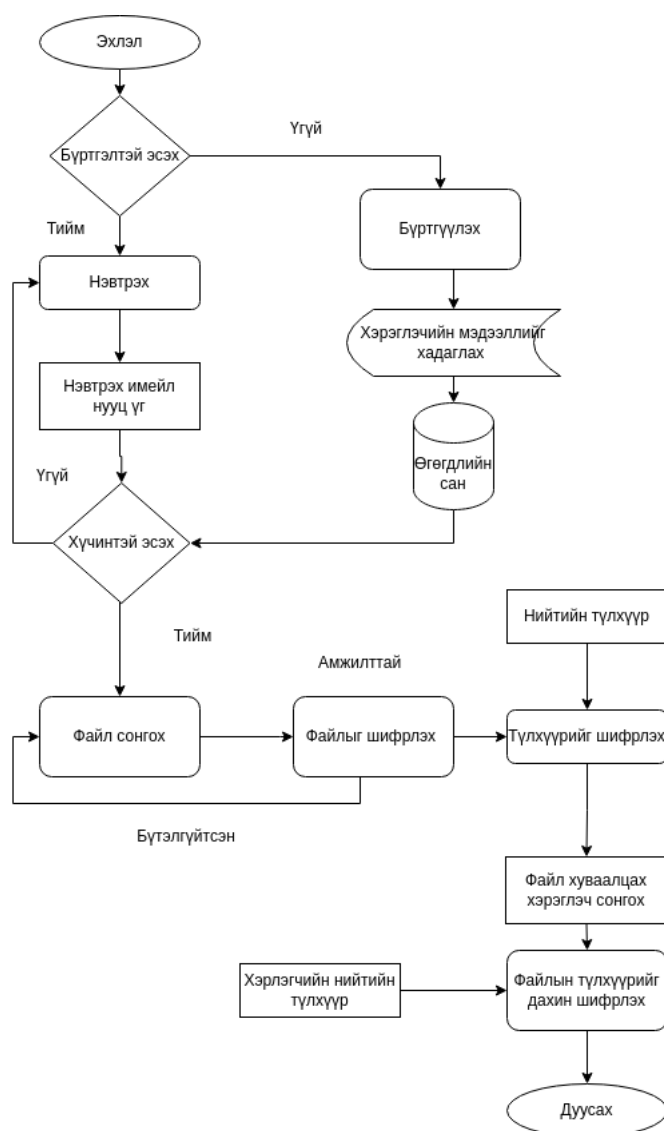 Эхлэл
Үгүй
Бүртгэлтэй эсэх
Тийм
Бүртгүүлэх
Нэвтрэх
Хэрэглэчийн мэдээллийг
хадаглах
Нэвтрэх имейл
нууц үг
Өгөгдлийн
сан
Үгүй
Хүчинтэй эсэх
Тийм
Нийтийн түлхүүр
Амжилттай
Файл сонгох
Файлыг шифрлэх
Түлхүүрийг шифрлэх
Бүтэлгүйтсэн
Файл хуваалцах
хэрэглэч сонгох
Хэрлэгчийн нийтийн
түлхүүр
Файлын түлхүүрийг
дахин шифрлэх
Дуусах